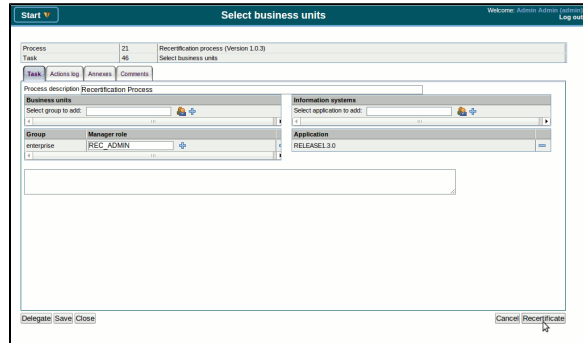 Start
Select business units
Welcome: Admin Admin (admin)
Log out
Process 21 Recertification process (Version 1.0.3)
Task 46 Select business units
Task Actions log Annexes Comments
Process description Recertification Process
Business units Information systems
Select group to add: Select application to add:
Group Manager role Application
enterprise REC_ADMIN RELEASE1.3.0
Delegate Save Close Cancel Recertificate